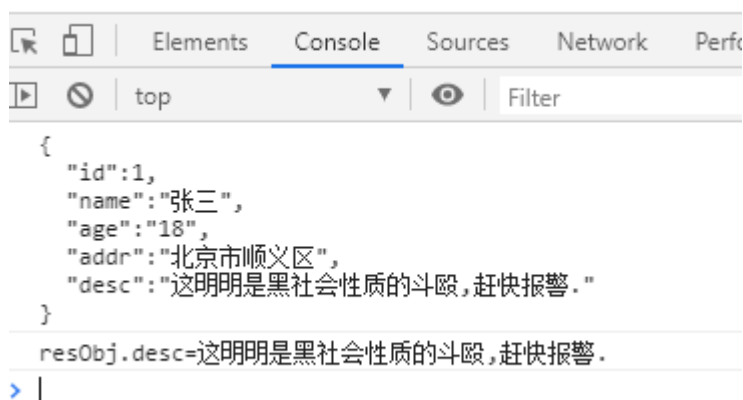 Elements Console Sources Network Perfo
top Filter
{
"id":1,
"name":"张三",
"age":"18",
"addr":"北京市顺义区",
"desc":"这明明是黑社会性质的斗殴,赶快报警."
}
resObj.desc=这明明是黑社会性质的斗殴,赶快报警.
>